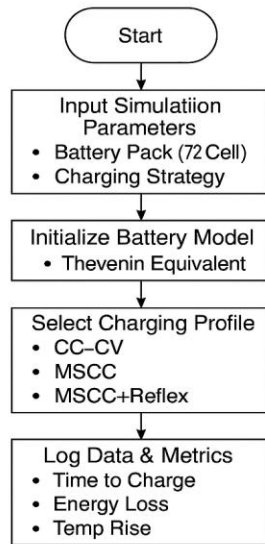 Start
Input Simulatiion
Parameters
• Battery Pack (72 Cell)
• Charging Strategy
Initialize Battery Model
• Thevenin Equivalent
Select Charging Profile
• CC–CV
• MSCC
• MSCC+Reflex
Log Data & Metrics
• Time to Charge
• Energy Loss
• Temp Rise